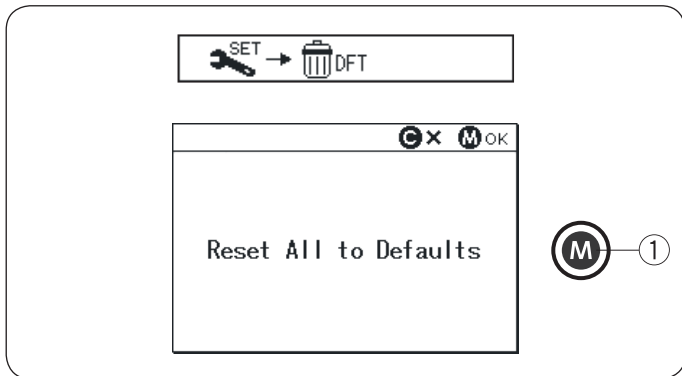 SET → DFT
C × M OK
Reset All to Defaults
M ①